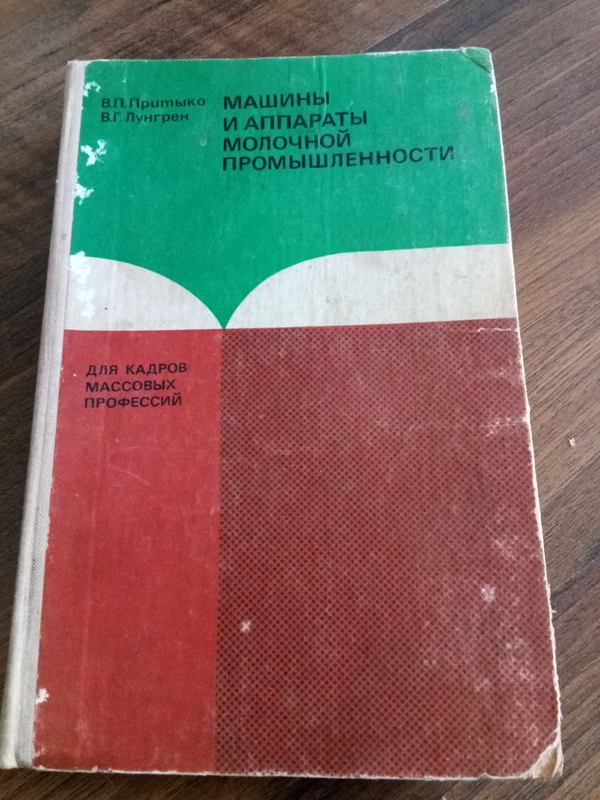 В.П. Притыко
В.Г. Лунгрен
МАШИНЫ
И АППАРАТЫ
МОЛОЧНОЙ
ПРОМЫШЛЕННОСТИ
ДЛЯ КАДРОВ
МАССОВЫХ
ПРОФЕССИЙ